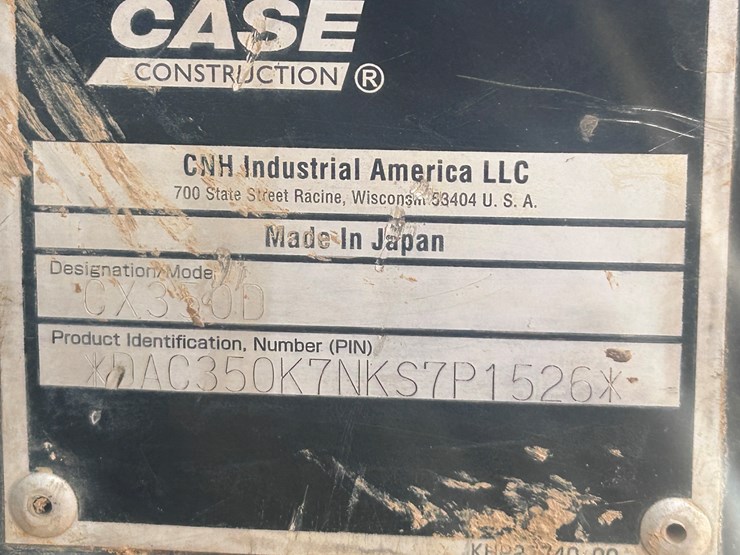 CASE
CONSTRUCTION ®
CNH Industrial America LLC
700 State Street Racine, Wisconsin 53404 U. S. A.
Made In Japan
Designation/Model
CX350D
Product Identification, Number (PIN)
*DAC350K7NKS7P1526*